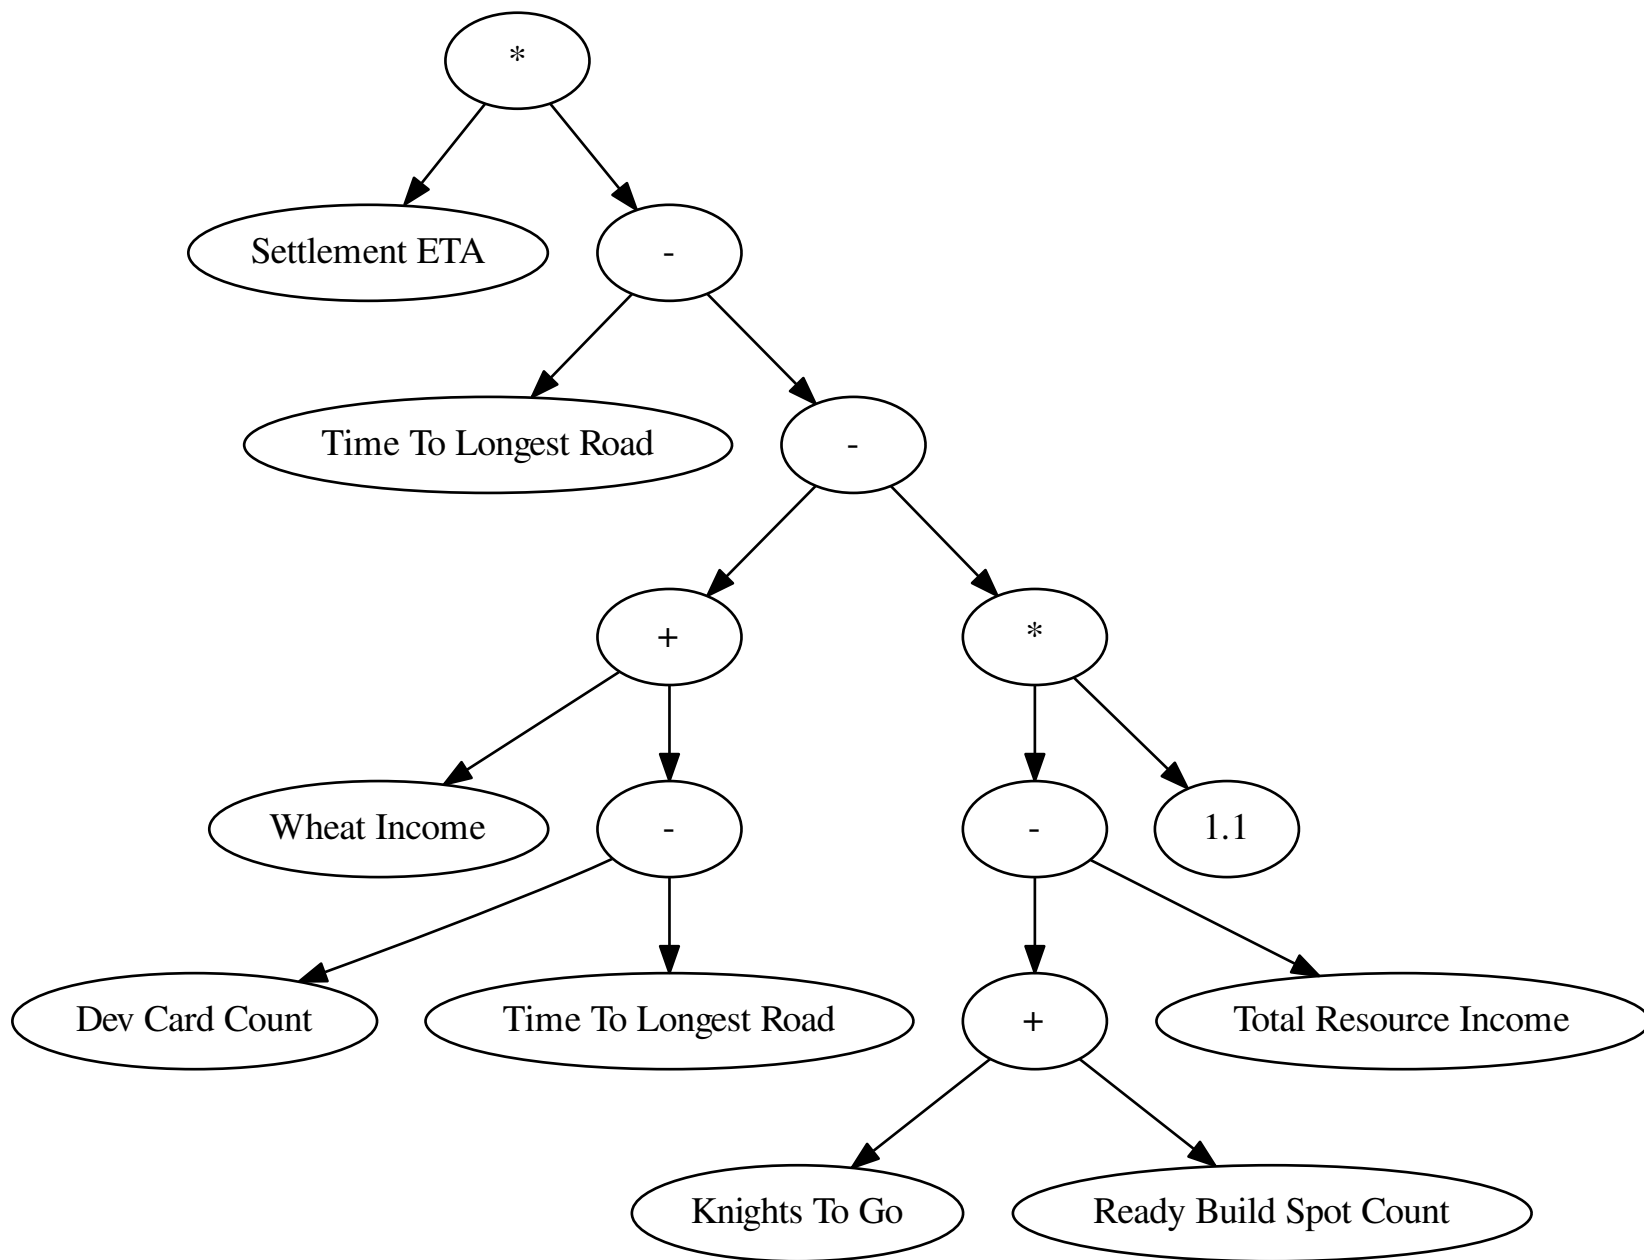 *
Settlement ETA
-
Time To Longest Road
-
+
*
Wheat Income
-
-
1.1
Dev Card Count
Time To Longest Road
+
Total Resource Income
Knights To Go
Ready Build Spot Count